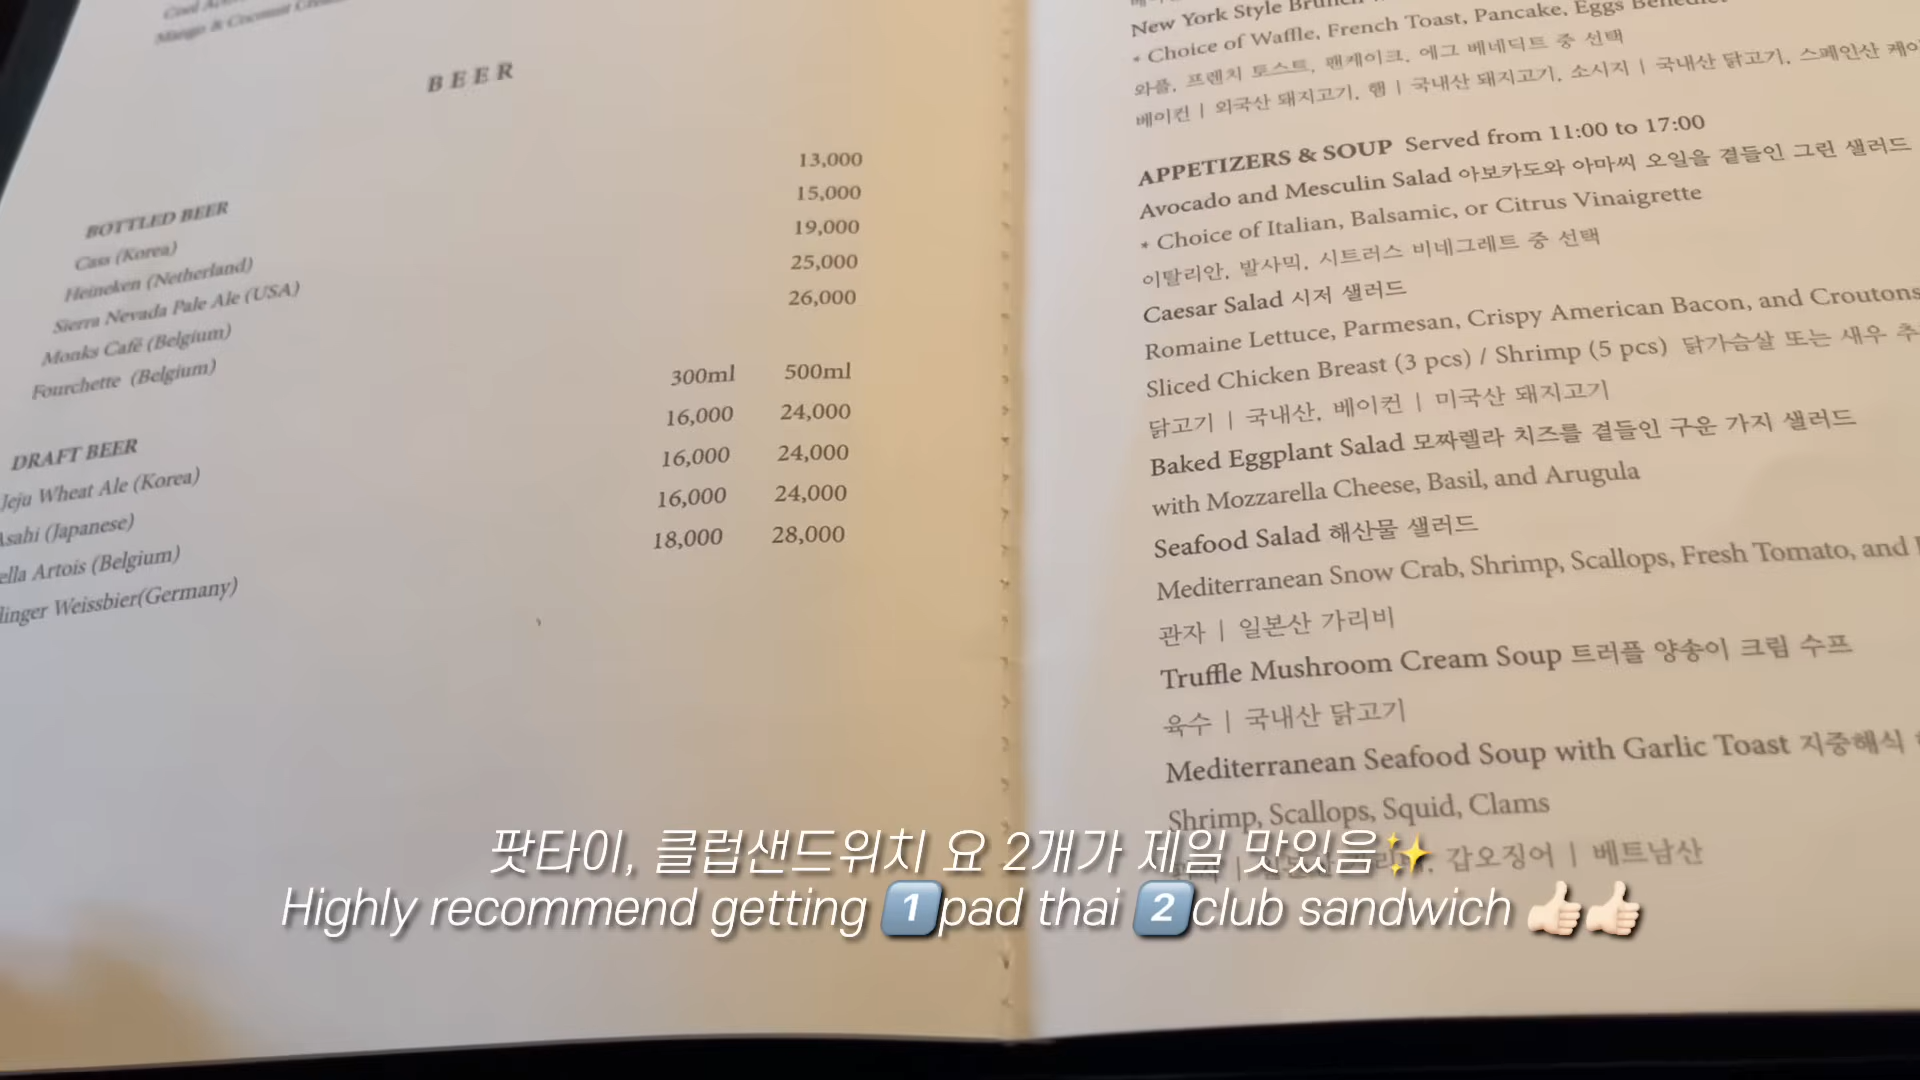 Mango & Coconut
BEER
BOTTLED BEER
Cass (Korea) 13,000
Heineken (Netherland) 15,000
Sierra Nevada Pale Ale (USA) 19,000
Monks Café (Belgium) 25,000
Fourchette (Belgium) 26,000
300ml 500ml
DRAFT BEER
Jeju Wheat Ale (Korea) 16,000 24,000
Asahi (Japanese) 16,000 24,000
ella Artois (Belgium) 16,000 24,000
linger Weissbier(Germany) 18,000 28,000
New York Style Brunch
* Choice of Waffle, French Toast, Pancake, Eggs Benedict
와플, 프렌치 토스트, 팬케이크, 에그 베네딕트 중 선택
베이컨 | 외국산 돼지고기, 햄 | 국내산 돼지고기, 소시지 | 국내산 닭고기, 스페인산 케이
APPETIZERS & SOUP Served from 11:00 to 17:00
Avocado and Mesculin Salad 아보카도와 아마씨 오일을 곁들인 그린 샐러드
* Choice of Italian, Balsamic, or Citrus Vinaigrette
이탈리안, 발사믹, 시트러스 비네그레트 중 선택
Caesar Salad 시저 샐러드
Romaine Lettuce, Parmesan, Crispy American Bacon, and Croutons
Sliced Chicken Breast (3 pcs) / Shrimp (5 pcs) 닭가슴살 또는 새우 추
닭고기 | 국내산, 베이컨 | 미국산 돼지고기
Baked Eggplant Salad 모짜렐라 치즈를 곁들인 구운 가지 샐러드
with Mozzarella Cheese, Basil, and Arugula
Seafood Salad 해산물 샐러드
Mediterranean Snow Crab, Shrimp, Scallops, Fresh Tomato, and
관자 | 일본산 가리비
Truffle Mushroom Cream Soup 트러플 양송이 크림 수프
육수 | 국내산 닭고기
Mediterranean Seafood Soup with Garlic Toast 지중해식
Shrimp, Scallops, Squid, Clams
갑오징어 | 베트남산
팟타이, 클럽샌드위치 요 2개가 제일 맛있음✨
Highly recommend getting 1️⃣pad thai 2️⃣club sandwich 👍🏻👍🏻